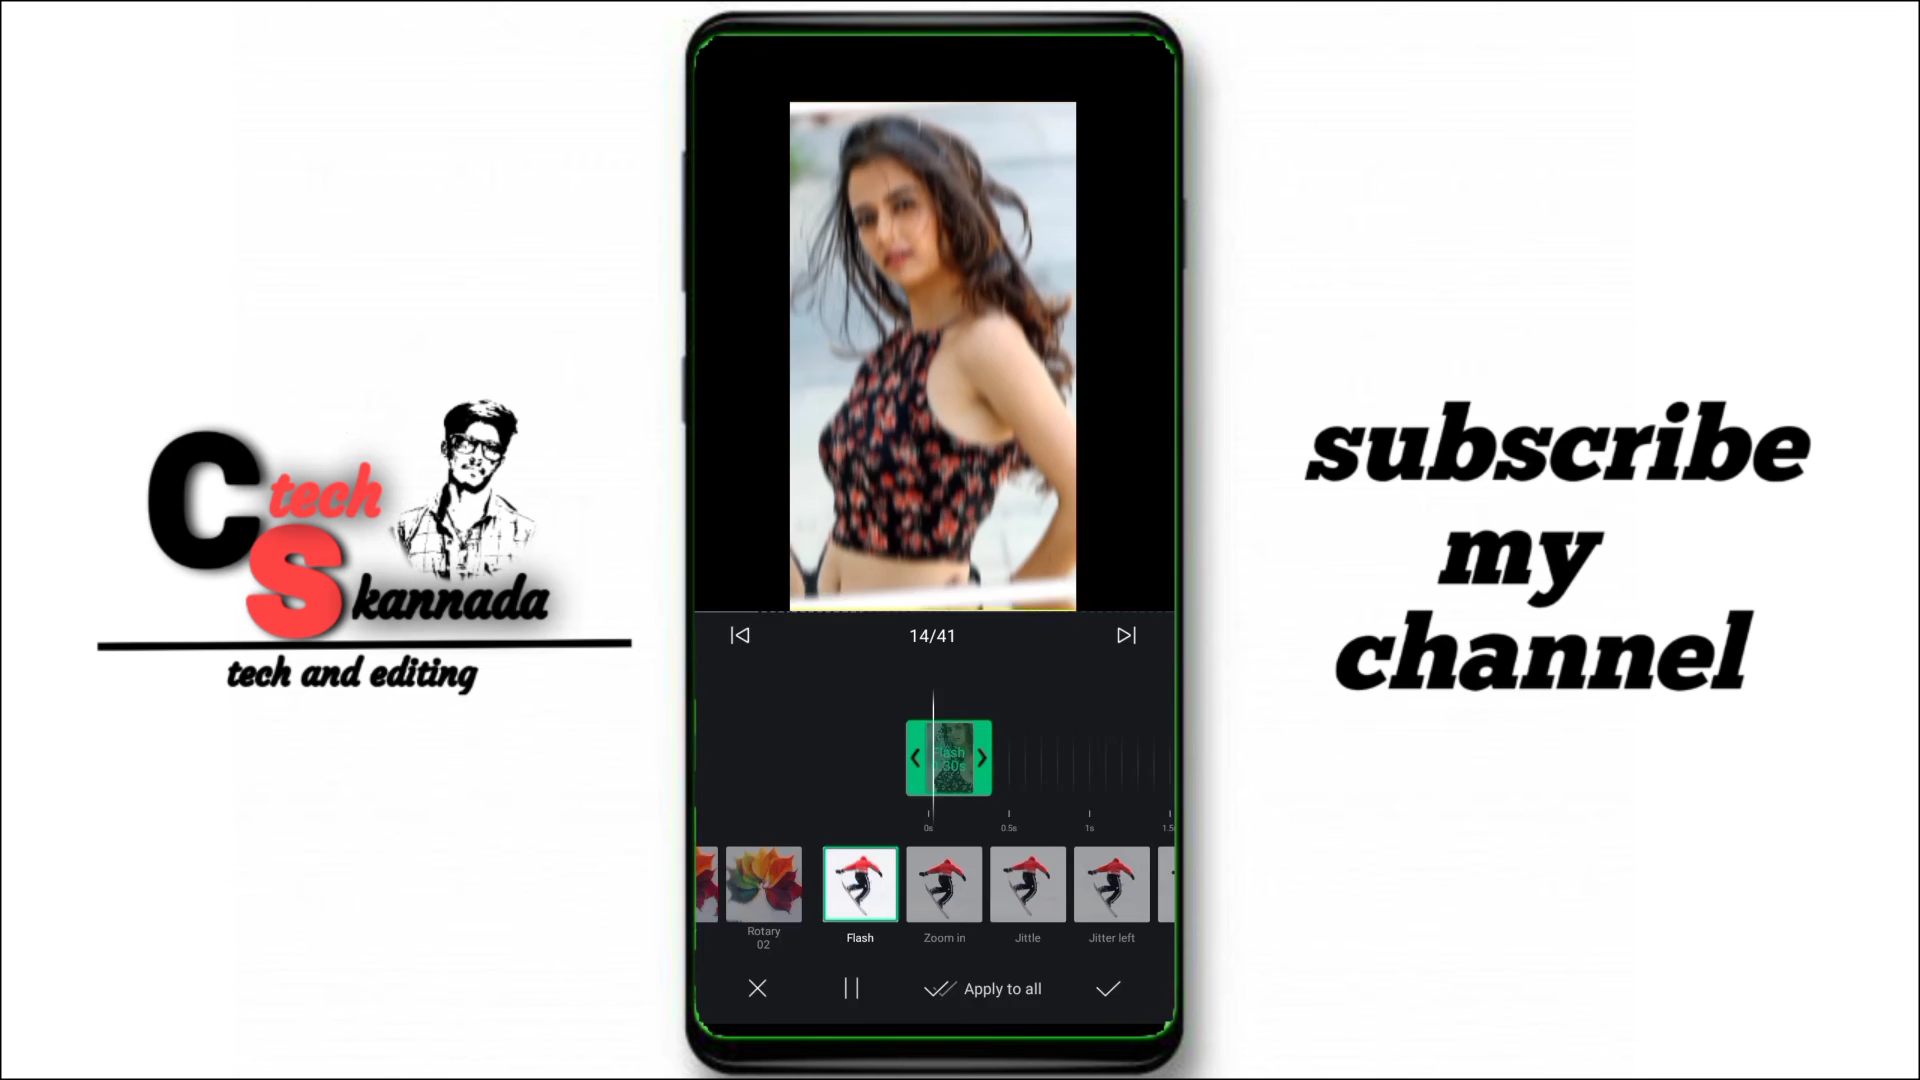 C tech
S kannada
tech and editing
subscribe
my
channel
14/41
Flash
0s
0.5s
1s
Rotary
02
Flash
Zoom in
Jittle
Jitter left
Apply to all